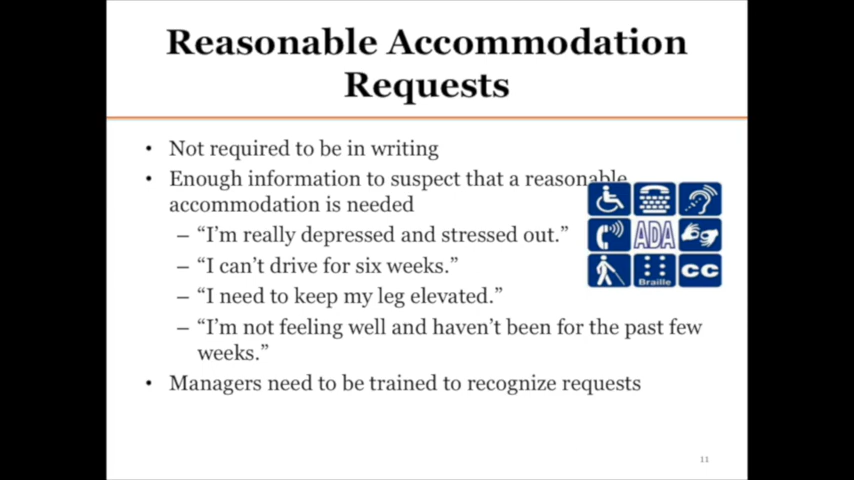 Reasonable Accommodation
Requests
• Not required to be in writing
• Enough information to suspect that a reasonable
accommodation is needed
– “I’m really depressed and stressed out.”
– “I can’t drive for six weeks.”
– “I need to keep my leg elevated.”
– “I’m not feeling well and haven’t been for the past few
weeks.”
• Managers need to be trained to recognize requests
ADA
Braille
CC
11